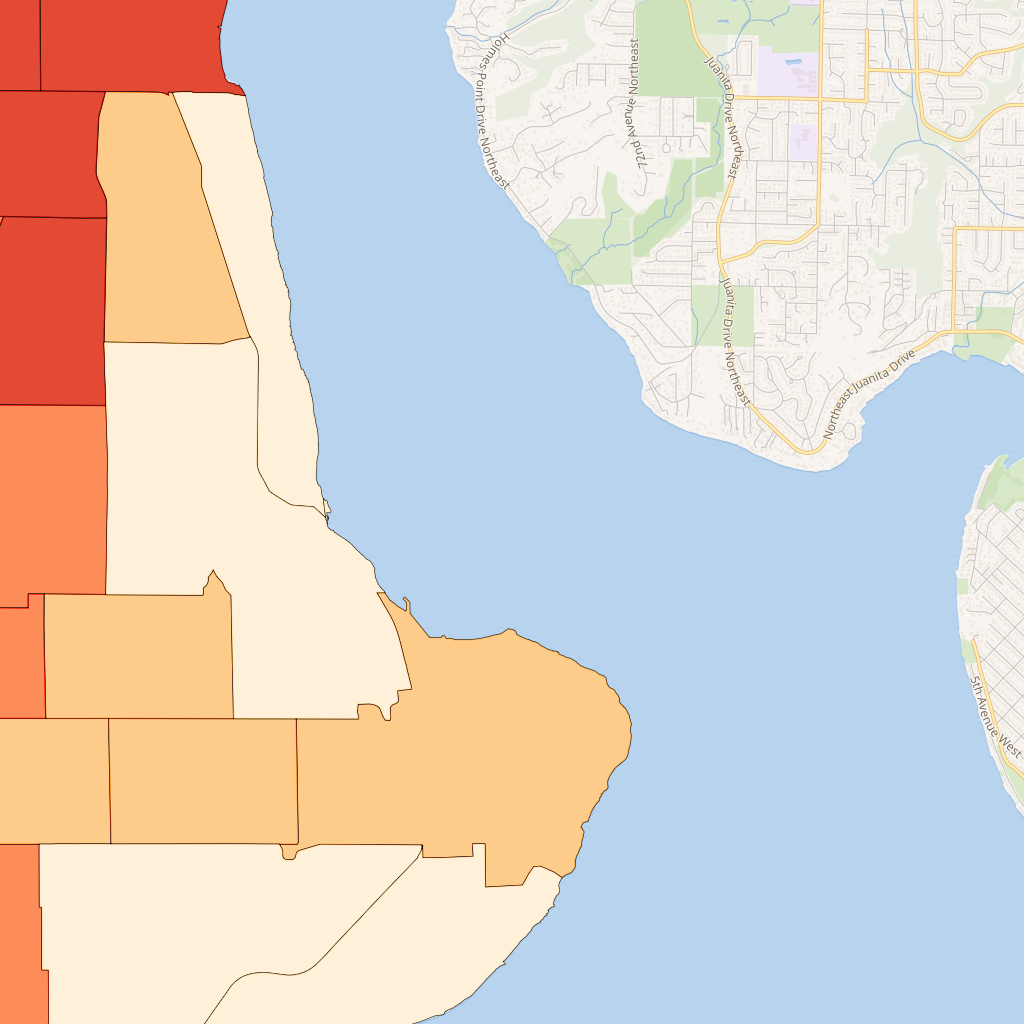 Holmes Point Drive Northeast
72nd Avenue Northeast
Juanita Drive Northeast
Juanita Drive Northeast
Northeast Juanita Drive
5th Avenue West